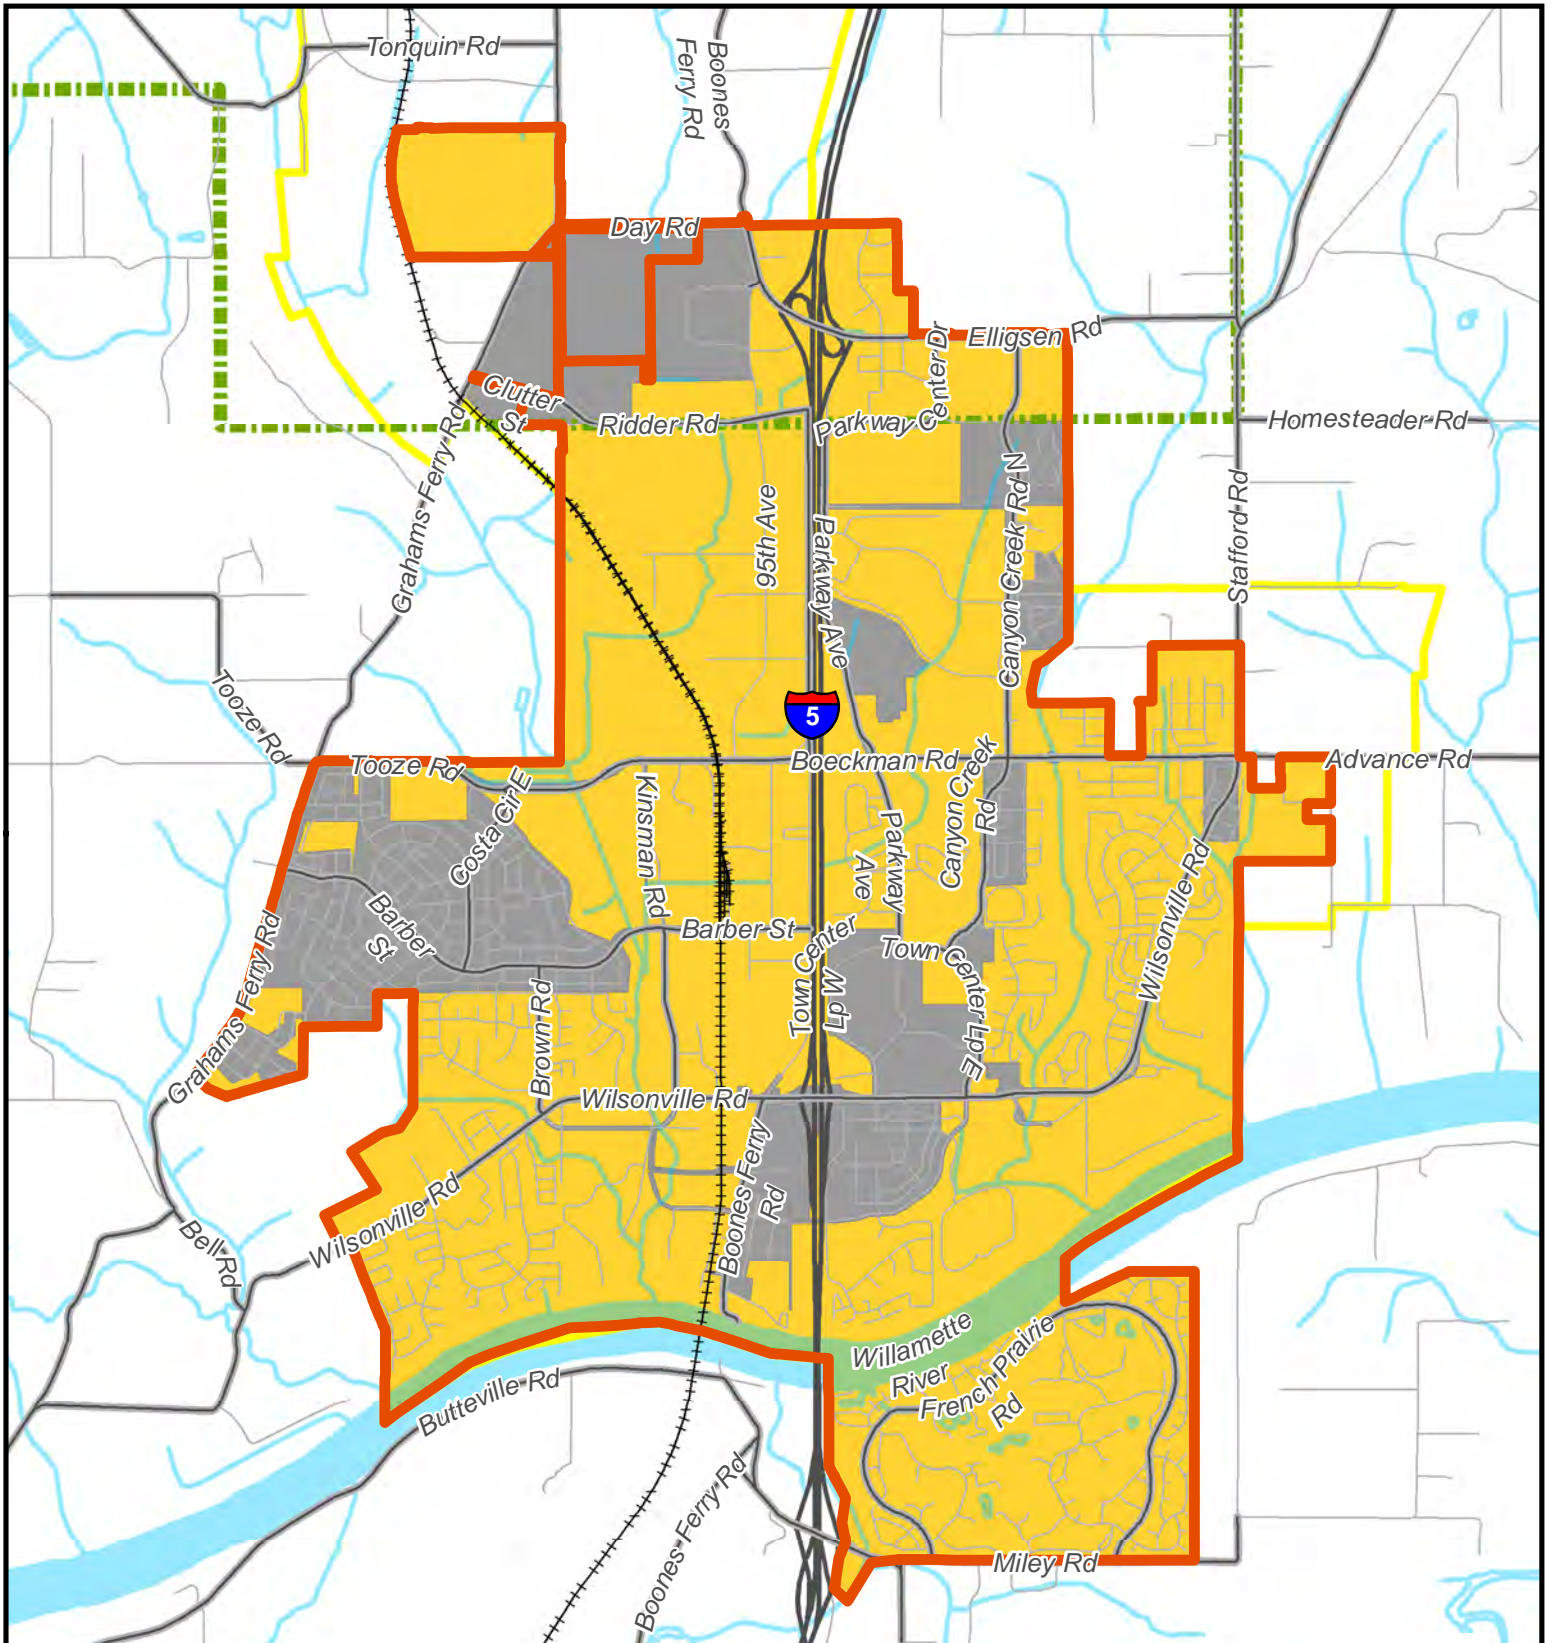 Tonquin Rd
Boones
Ferry Rd
Day Rd
Elligsen Rd
Parkway Center Dr
Clutter
St
Ridder Rd
Homesteader Rd
Grahams Ferry Rd
95th Ave
Parkway Ave
Canyon Creek Rd N
Stafford Rd
Tooze Rd
5
Tooze Rd
Boeckman Rd
Advance Rd
Costa Cir E
Kinsman Rd
Parkway
Ave
Canyon Creek
Rd
Wilsonville Rd
Barber
St
Barber St
Town Center
Lp W
Town Center Lp E
Grahams Ferry Rd
Brown Rd
Wilsonville Rd
Boones Ferry
Rd
Wilsonville Rd
Bell Rd
Willamette
River
French Prairie
Rd
Butteville Rd
Boones Ferry Rd
Miley Rd